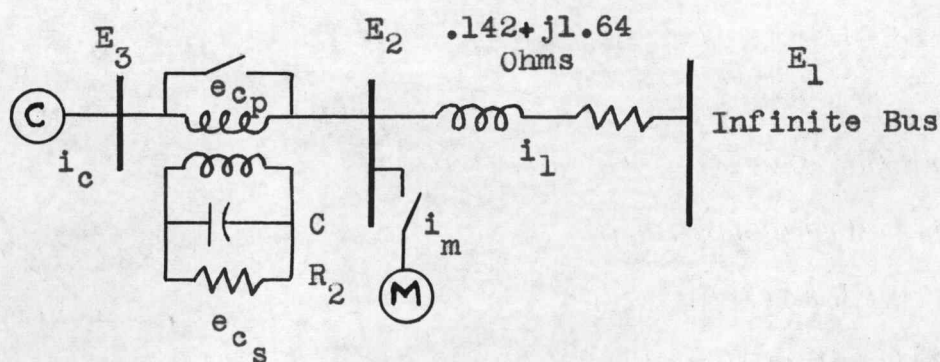 E3
C
ic
ecp
C
R2
ecs
E2
im
M
.142+j1.64
Ohms
i1
E1
Infinite Bus